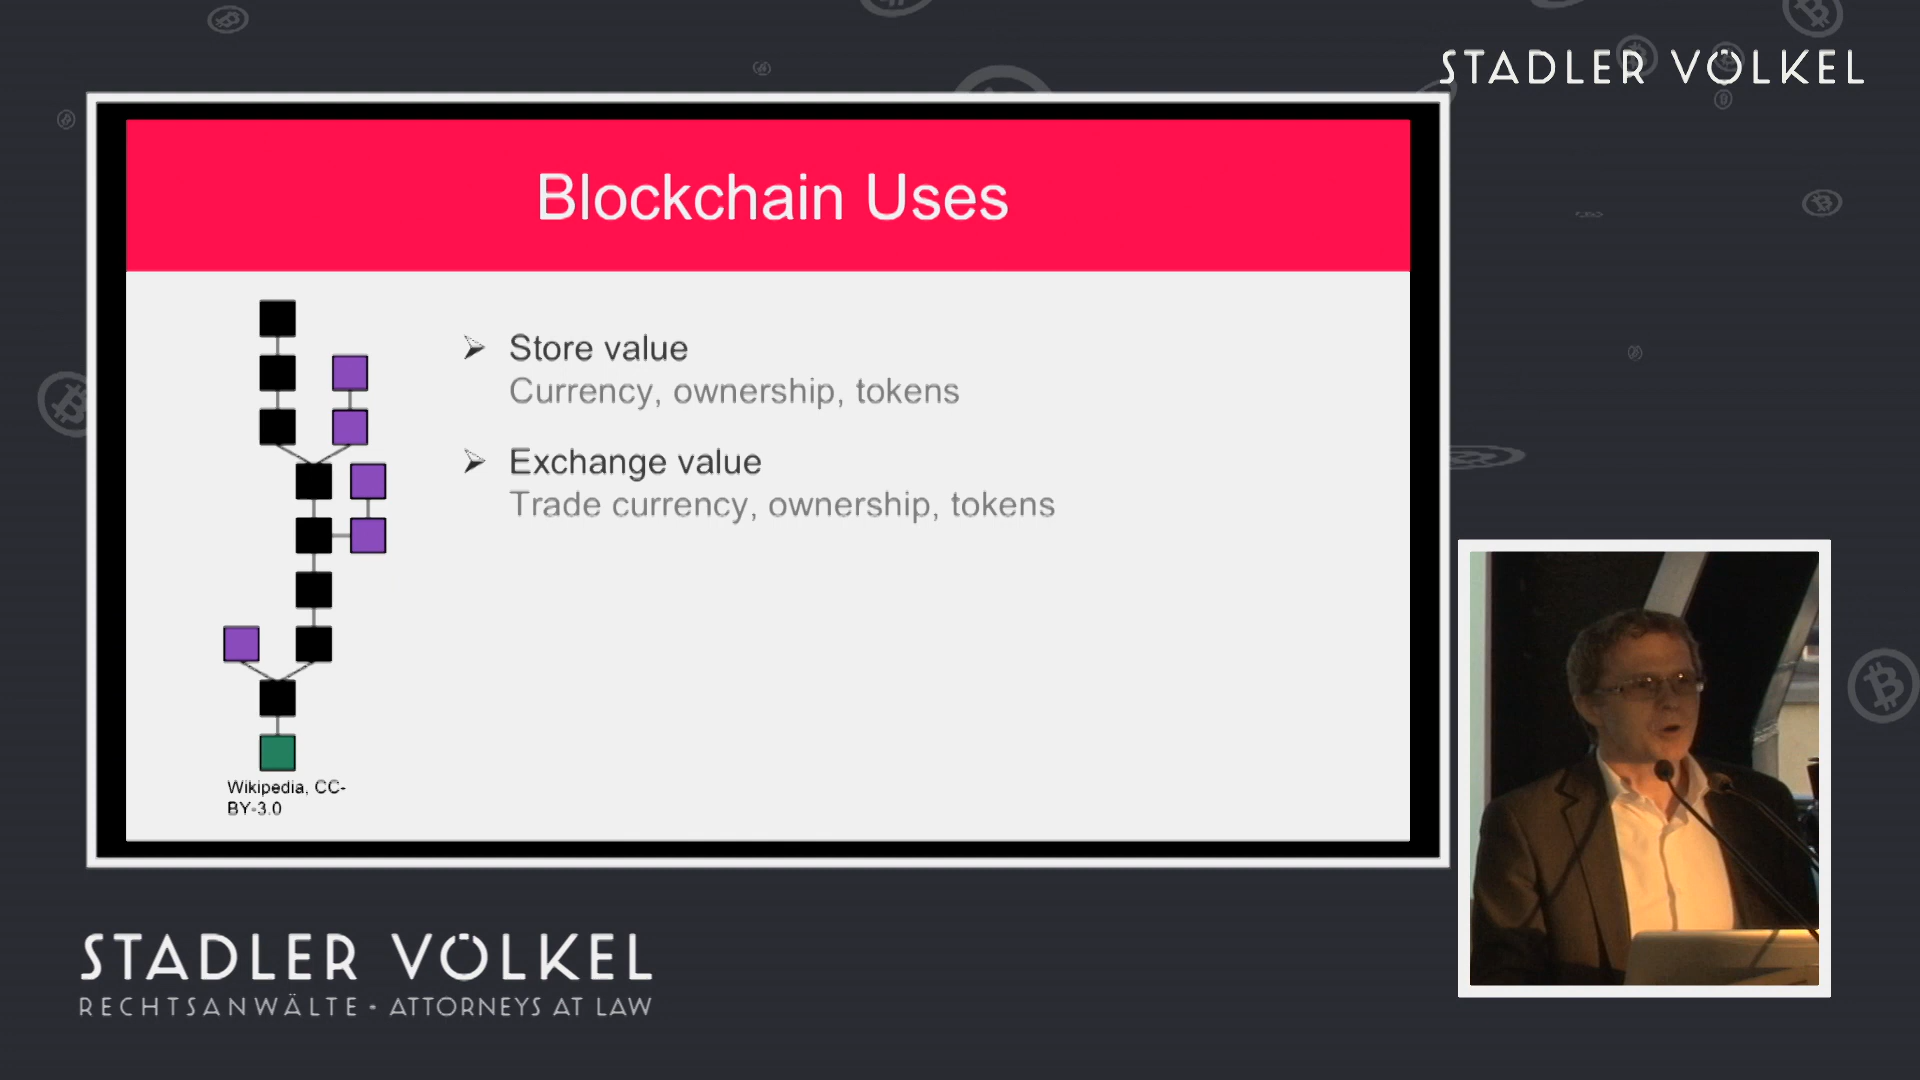 STADLER VÖLKEL
Blockchain Uses
➢ Store value
Currency, ownership, tokens
➢ Exchange value
Trade currency, ownership, tokens
Wikipedia, CC-
BY-3.0
STADLER VÖLKEL
RECHTSANWÄLTE • ATTORNEYS AT LAW